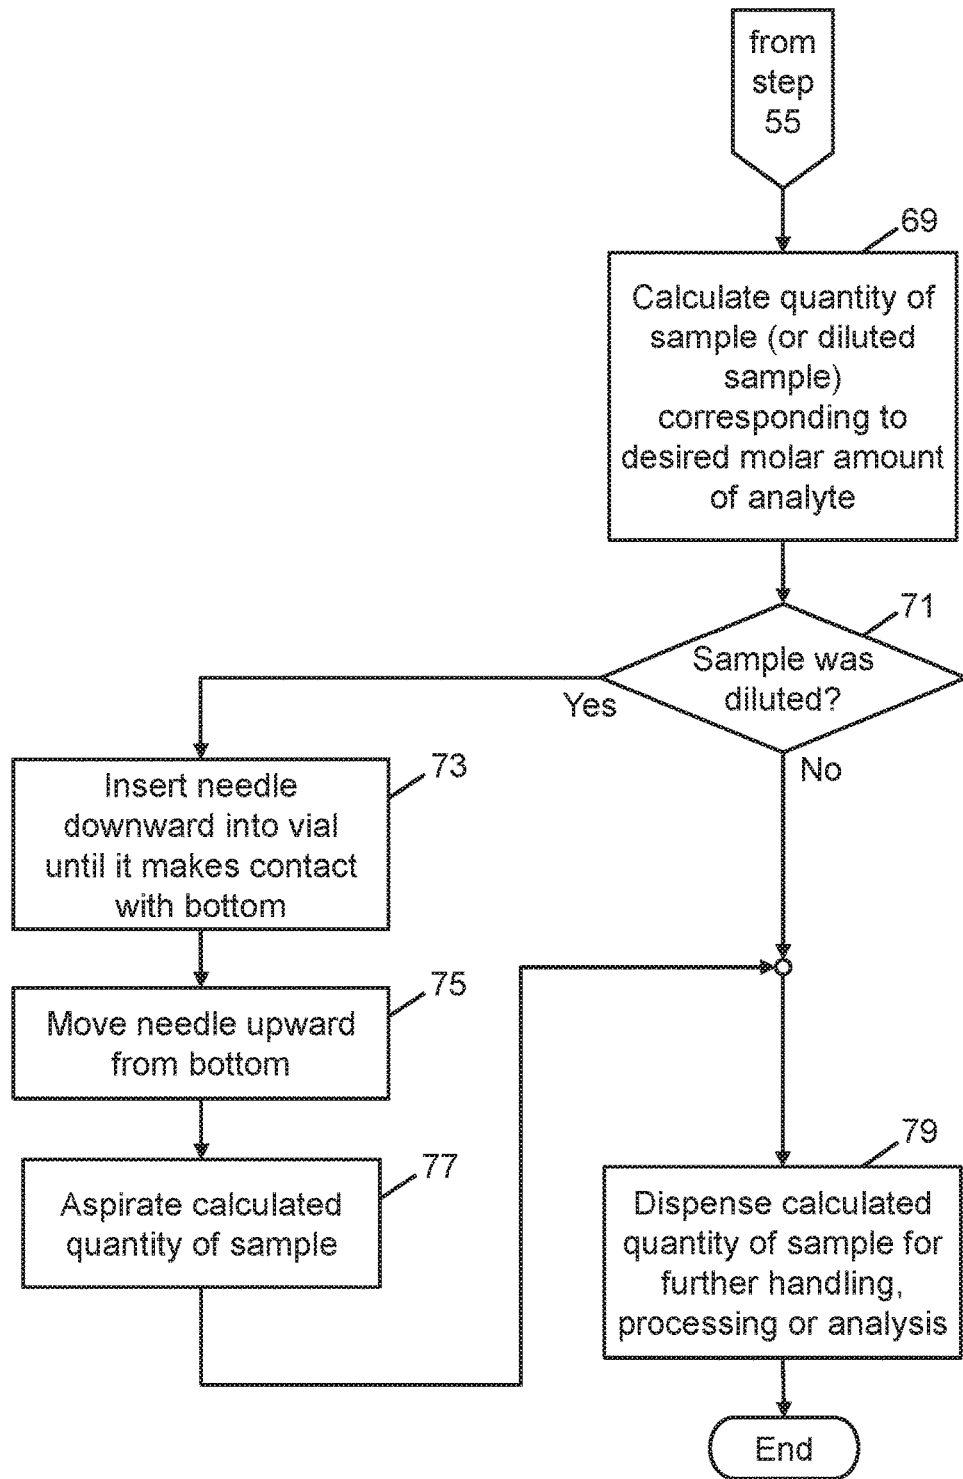 from
step
55
69
Calculate quantity of
sample (or diluted
sample)
corresponding to
desired molar amount
of analyte
71
Sample was
diluted?
Yes
No
73
Insert needle
downward into vial
until it makes contact
with bottom
75
Move needle upward
from bottom
77
Aspirate calculated
quantity of sample
79
Dispense calculated
quantity of sample for
further handling,
processing or analysis
End